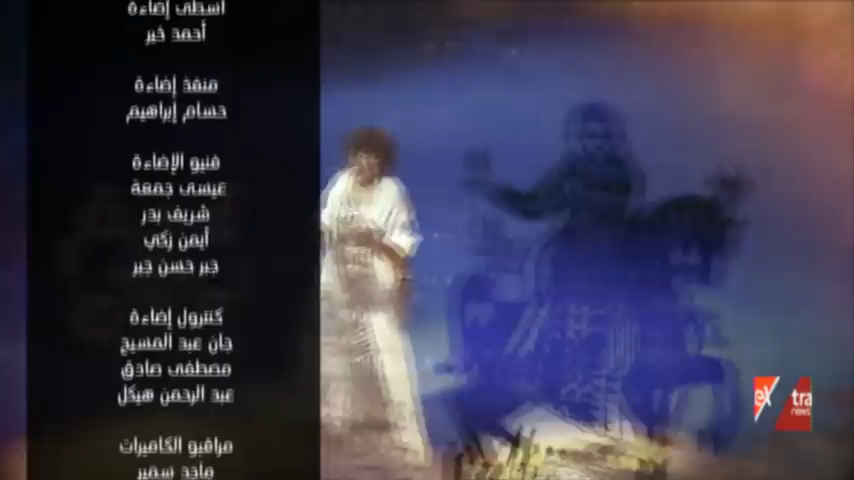 أسطى إضاءة
أحمد خير
منفذ إضاءة
حسام إبراهيم
فنيو الإضاءة
عيسى جمعة
شريف بدر
أيمن زكي
جبر حسن جبر
كنترول إضاءة
جان عبد المسيح
مصطفى صادق
عبد الرحمن هيكل
مراقبو الكاميرات
ماجد سمير
eXtra
news